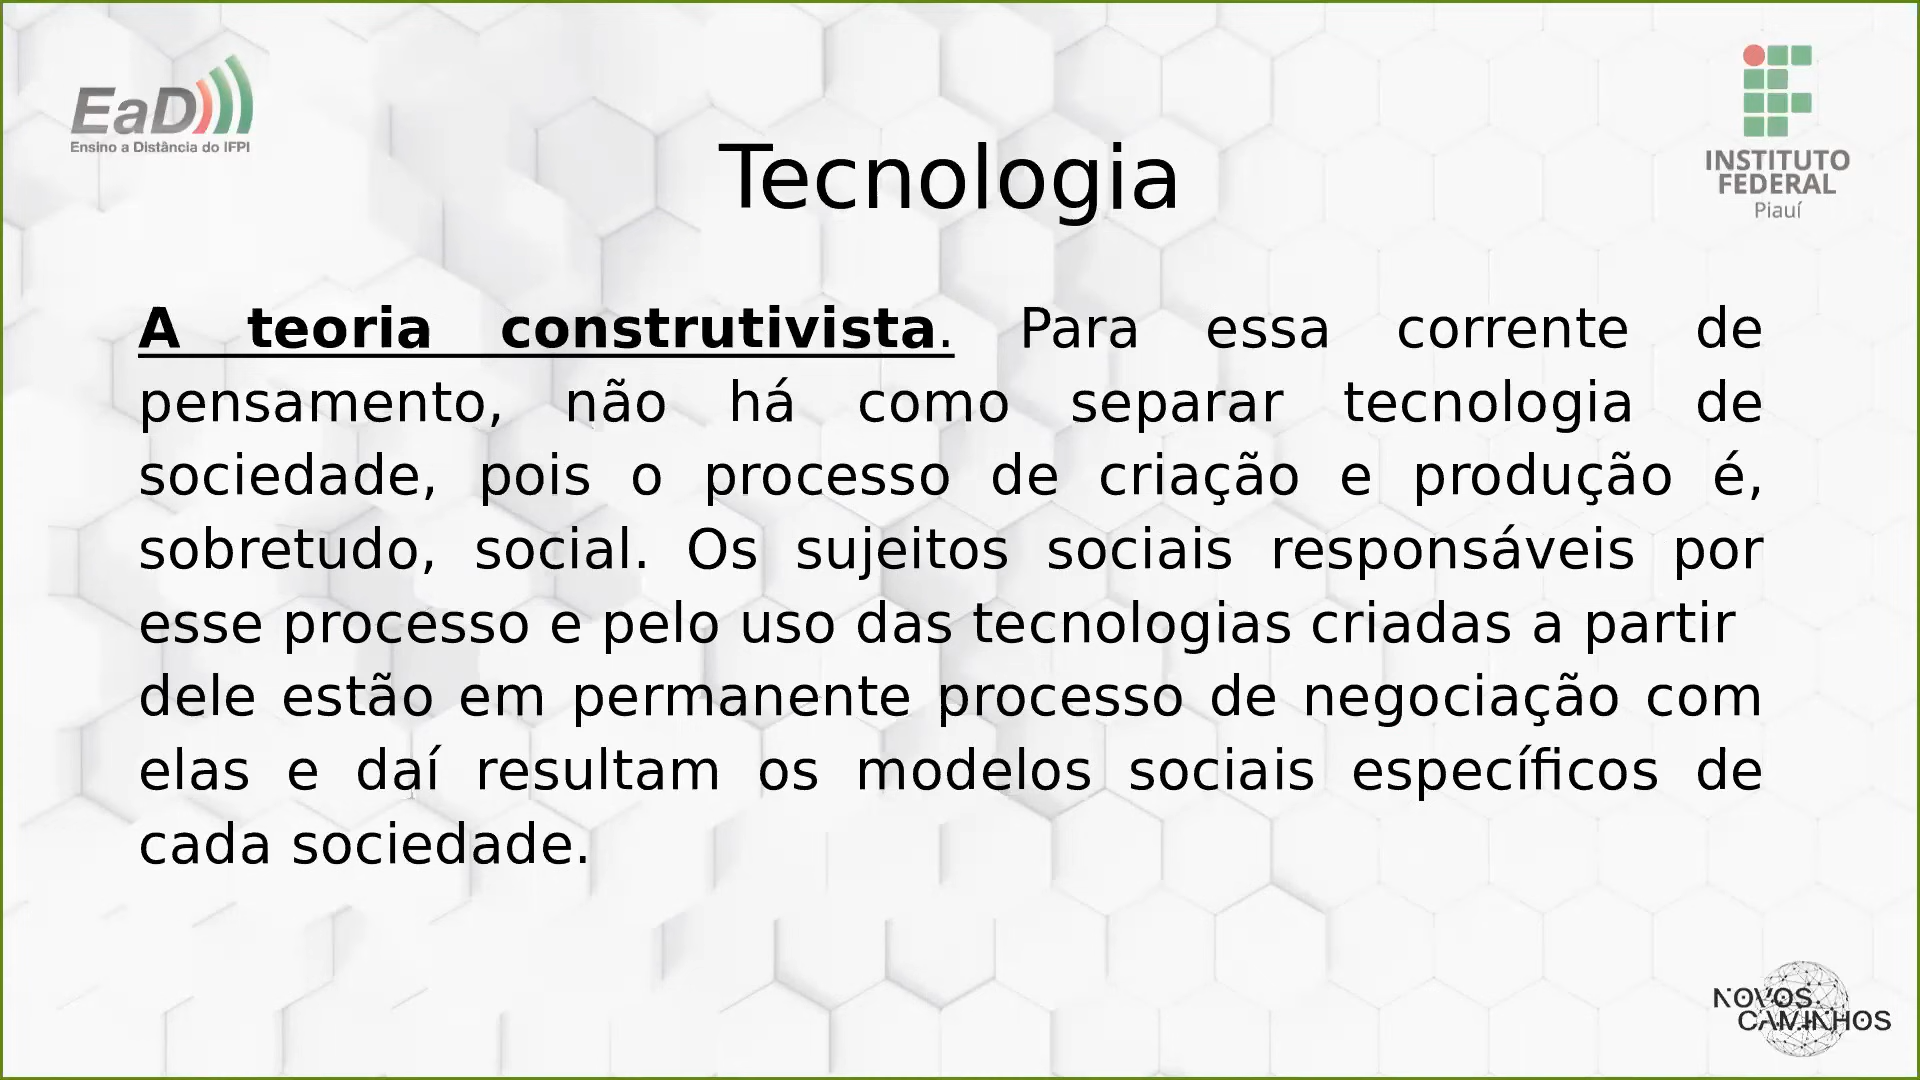 EaD
Ensino a Distância do IFPI
INSTITUTO
FEDERAL
Piauí
Tecnologia
A teoria construtivista. Para essa corrente de
pensamento, não há como separar tecnologia de
sociedade, pois o processo de criação e produção é,
sobretudo, social. Os sujeitos sociais responsáveis por
esse processo e pelo uso das tecnologias criadas a partir
dele estão em permanente processo de negociação com
elas e daí resultam os modelos sociais específicos de
cada sociedade.
NOVOS
CAMINHOS